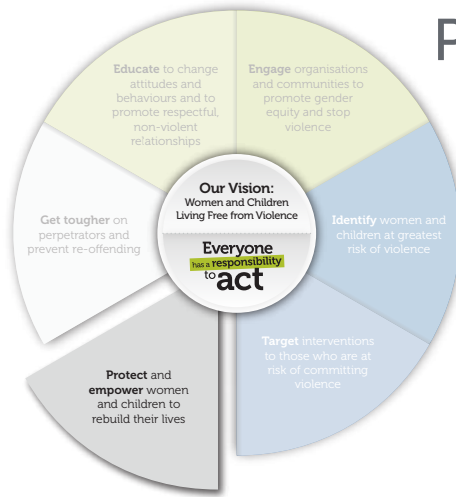 P
Educate to change
attitudes and
behaviours and to
promote respectful,
non-violent
relationships
Engage organisations
and communities to
promote gender
equity and stop
violence
Identify women and
children at greatest
risk of violence
Target interventions
to those who are at
risk of committing
violence
Protect and
empower women
and children to
rebuild their lives
Get tougher on
perpetrators and
prevent re-offending
Our Vision:
Women and Children
Living Free from Violence
Everyone
has a responsibility
to act